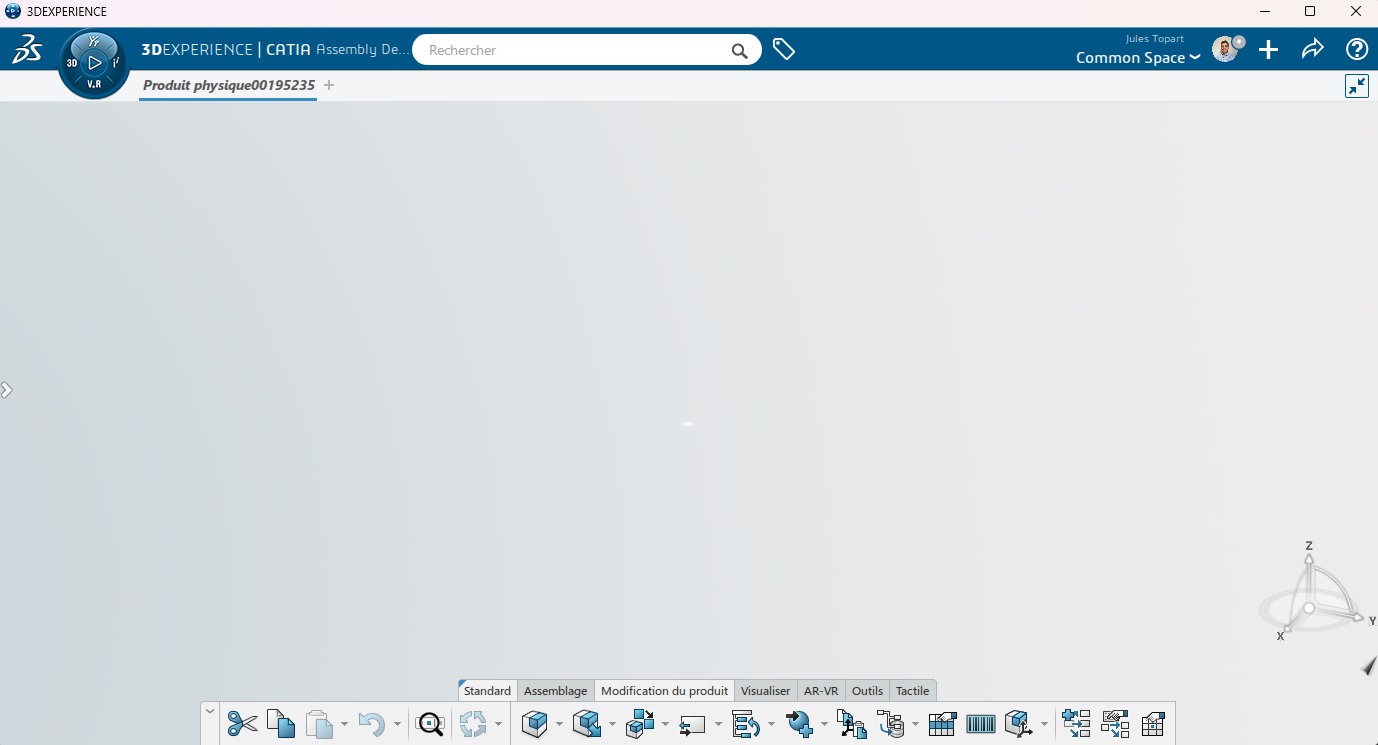 3DEXPERIENCE
3DEXPERIENCE | CATIA Assembly De...
Rechercher
Jules Topart
Common Space
3D
V.R
Produit physique00195235
Z
Y
X
Standard
Assemblage
Modification du produit
Visualiser
AR-VR
Outils
Tactile